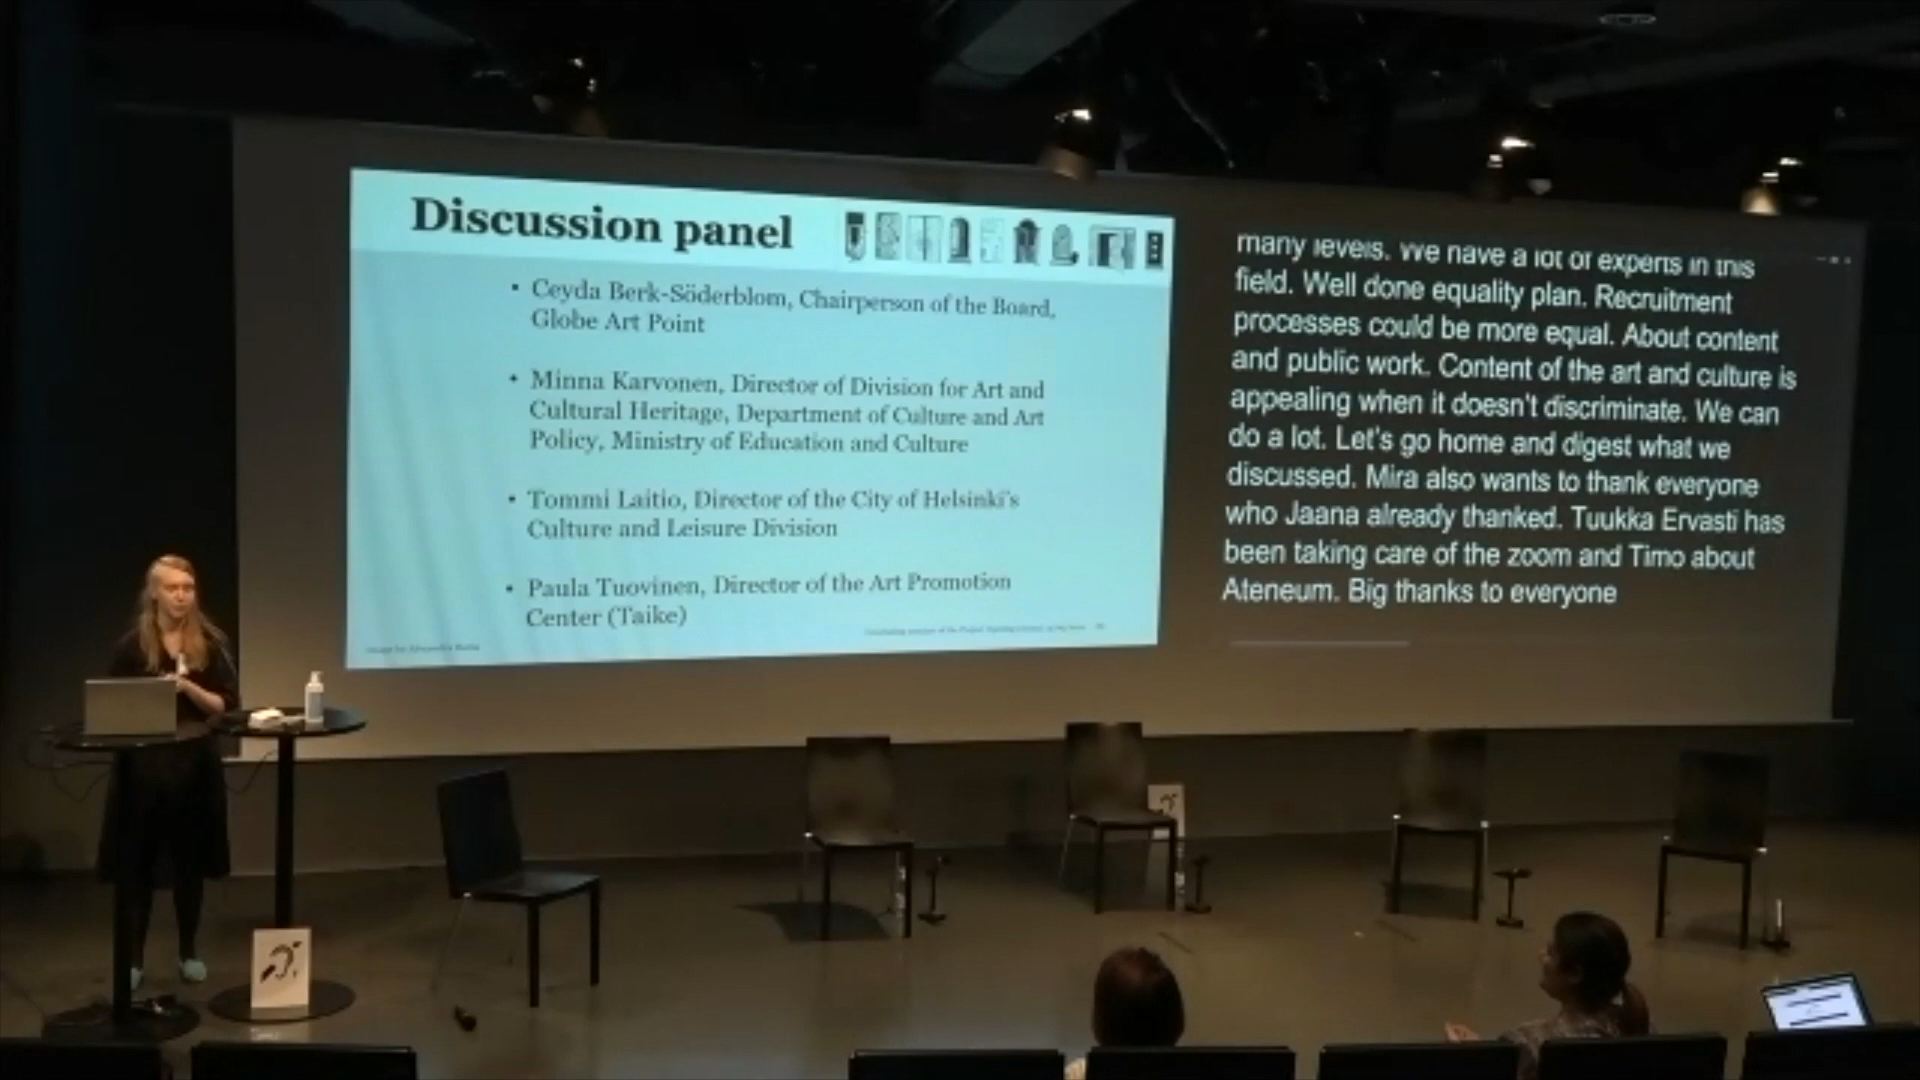 Discussion panel
• Ceyda Berk-Söderblom, Chairperson of the Board,
Globe Art Point
• Minna Karvonen, Director of Division for Art and
Cultural Heritage, Department of Culture and Art
Policy, Ministry of Education and Culture
• Tommi Laitio, Director of the City of Helsinki's
Culture and Leisure Division
• Paula Tuovinen, Director of the Art Promotion
Center (Taike)
many levels. We have a lot of experts in this
field. Well done equality plan. Recruitment
processes could be more equal. About content
and public work. Content of the art and culture is
appealing when it doesn't discriminate. We can
do a lot. Let's go home and digest what we
discussed. Mira also wants to thank everyone
who Jaana already thanked. Tuukka Ervasti has
been taking care of the zoom and Timo about
Ateneum. Big thanks to everyone